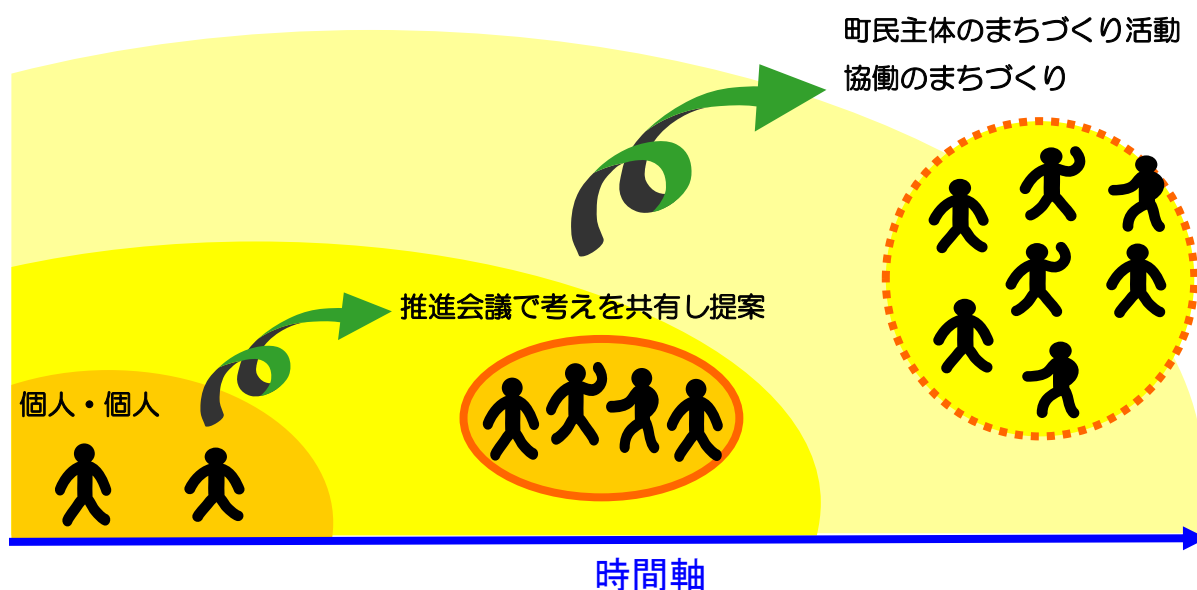 町民主体のまちづくり活動
協働のまちづくり
推進会議で考えを共有し提案
個人・個人
時間軸